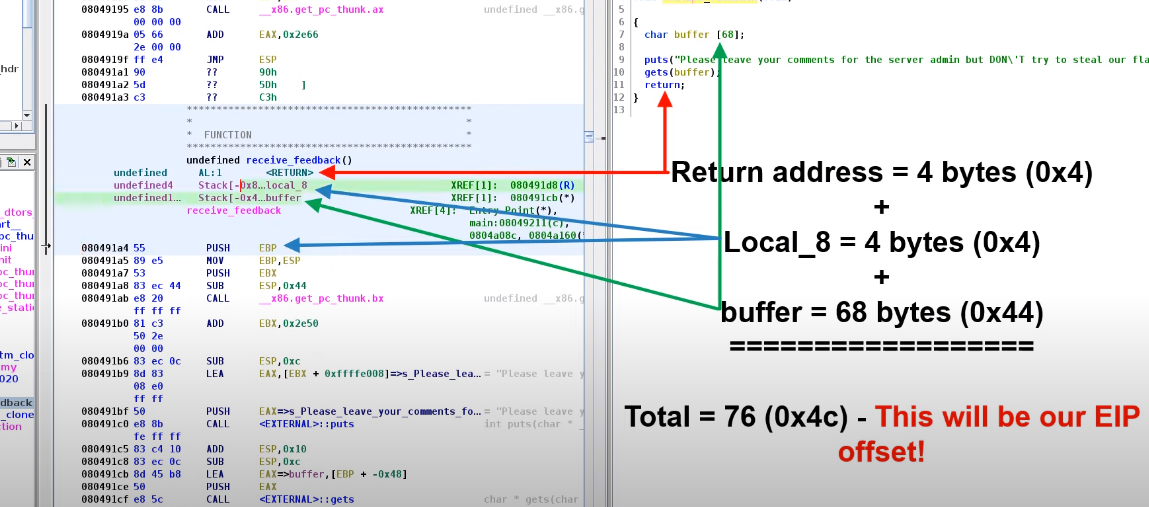 08049195 e8 8b CALL __x86.get_pc_thunk.ax undefined __x86.g
00 00 00
0804919a 05 66 ADD EAX,0x2e66
2e 00 00
0804919f ff e4 JMP ESP
080491a1 90 ?? 90h
080491a2 5d ?? 5Dh ]
080491a3 c3 ?? C3h
**************************************************
* *
* FUNCTION *
**************************************************
undefined receive_feedback()
undefined AL:1 <RETURN>
undefined4 Stack[-0x8...local_8 XREF[1]: 080491d8(R)
undefined1... Stack[-0x4...buffer XREF[1]: 080491cb(*)
receive_feedback XREF[4]: Entry Point(*),
main:08049211(c),
0804a08c, 0804a160(
080491a4 55 PUSH EBP
080491a5 89 e5 MOV EBP,ESP
080491a7 53 PUSH EBX
080491a8 83 ec 44 SUB ESP,0x44
080491ab e8 20 CALL __x86.get_pc_thunk.bx undefined __x86.g
ff ff ff
080491b0 81 c3 ADD EBX,0x2e50
50 2e
00 00
080491b6 83 ec 0c SUB ESP,0xc
080491b9 8d 83 LEA EAX,[EBX + 0xffffe008]=>s_Please_lea... = "Please leave y
08 e0
ff ff
080491bf 50 PUSH EAX=>s_Please_leave_your_comments_fo... = "Please leave y
080491c0 e8 8b CALL <EXTERNAL>::puts int puts(char * _
fe ff ff
080491c5 83 c4 10 ADD ESP,0x10
080491c8 83 ec 0c SUB ESP,0xc
080491cb 8d 45 b8 LEA EAX=>buffer,[EBP + -0x48]
080491ce 50 PUSH EAX
080491cf e8 5c CALL <EXTERNAL>::gets char * gets(char
_hdr
_dtors
art__
pc_thu
ini
nit
pc_thun
pc_thur
pc_thur
e_static
tm_clo
my
020
dback
_clone
ction
5
6 {
7 char buffer [68];
8
9 puts("Please leave your comments for the server admin but DON\'T try to steal our fla
10 gets(buffer);
11 return;
12 }
13
Return address = 4 bytes (0x4)
+
Local_8 = 4 bytes (0x4)
+
buffer = 68 bytes (0x44)
==================
Total = 76 (0x4c) - This will be our EIP
offset!